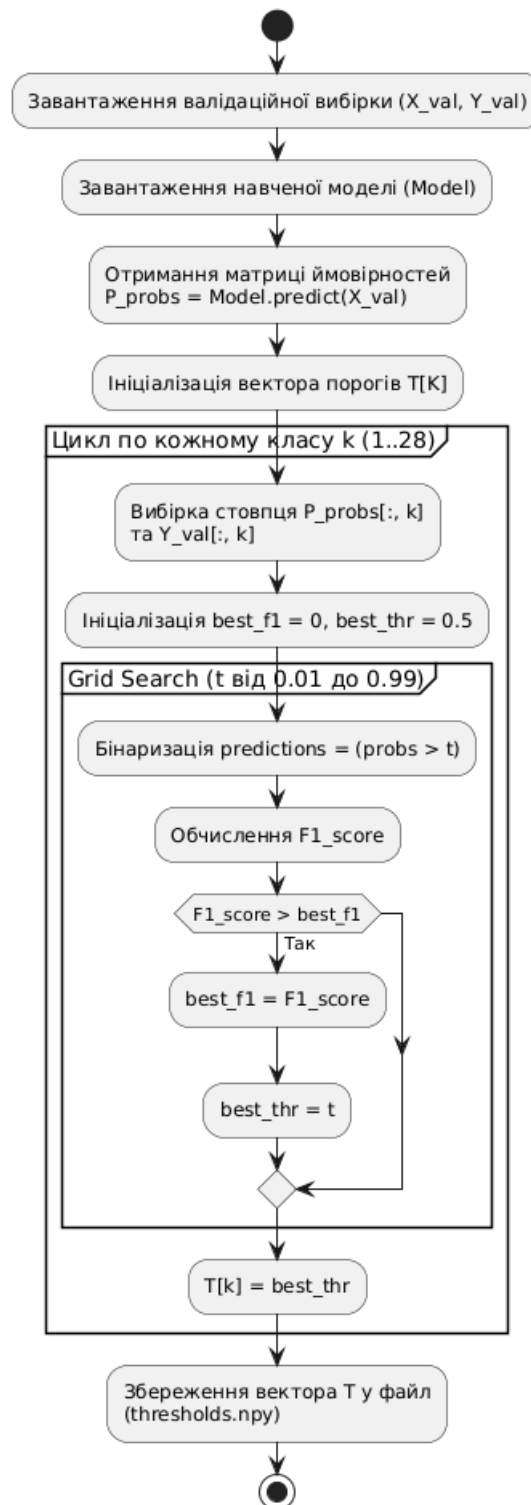 Завантаження валідаційної вибірки (X_val, Y_val)
Завантаження навченої моделі (Model)
Отримання матриці ймовірностей
P_probs = Model.predict(X_val)
Ініціалізація вектора порогів T[K]
Цикл по кожному класу k (1..28)
Вибірка стовпця P_probs[:, k]
та Y_val[:, k]
Ініціалізація best_f1 = 0, best_thr = 0.5
Grid Search (t від 0.01 до 0.99)
Бінаризація predictions = (probs > t)
Обчислення F1_score
F1_score > best_f1
Так
best_f1 = F1_score
best_thr = t
T[k] = best_thr
Збереження вектора T у файл
(thresholds.npy)